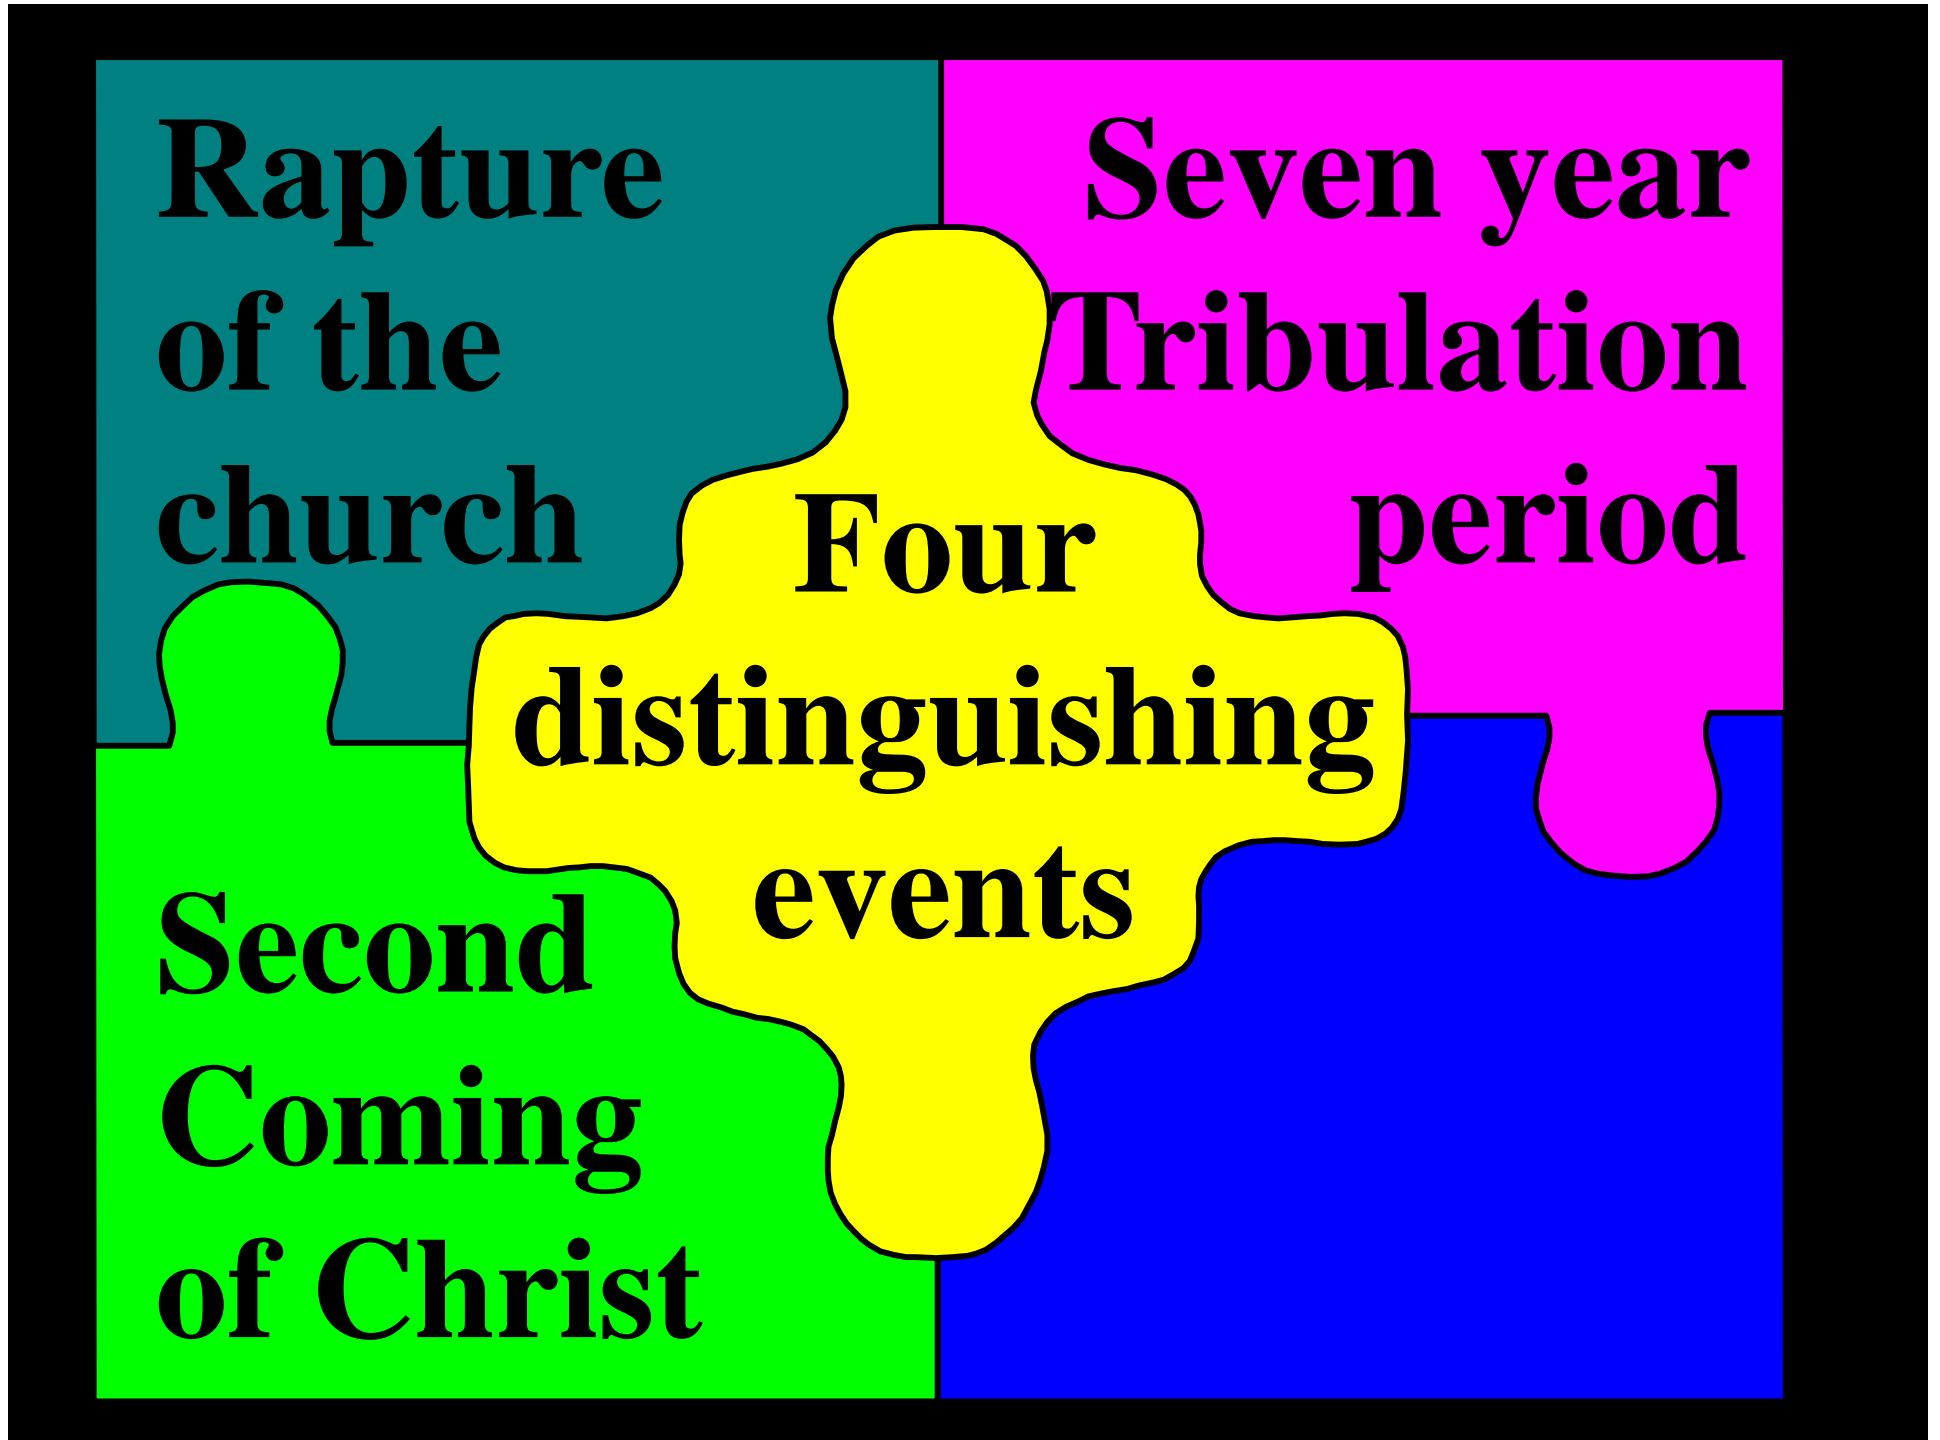 Rapture
of the
church
Seven year
Tribulation
period
Four
distinguishing
events
Second
Coming
of Christ